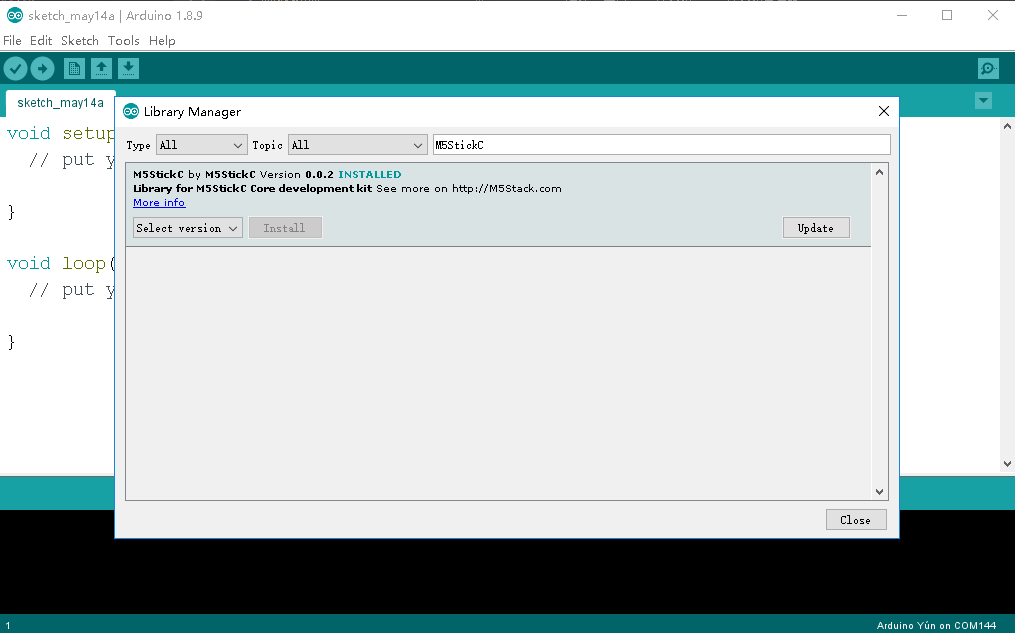 sketch_may14a | Arduino 1.8.9
File Edit Sketch Tools Help
sketch_may14a
void setup
// put y
}
void loop(
// put y
}
Library Manager
Type All Topic All M5StickC
M5StickC by M5StickC Version 0.0.2 INSTALLED
Library for M5StickC Core development kit See more on http://M5Stack.com
More info
Select version Install Update
Close
1 Arduino Yún on COM144